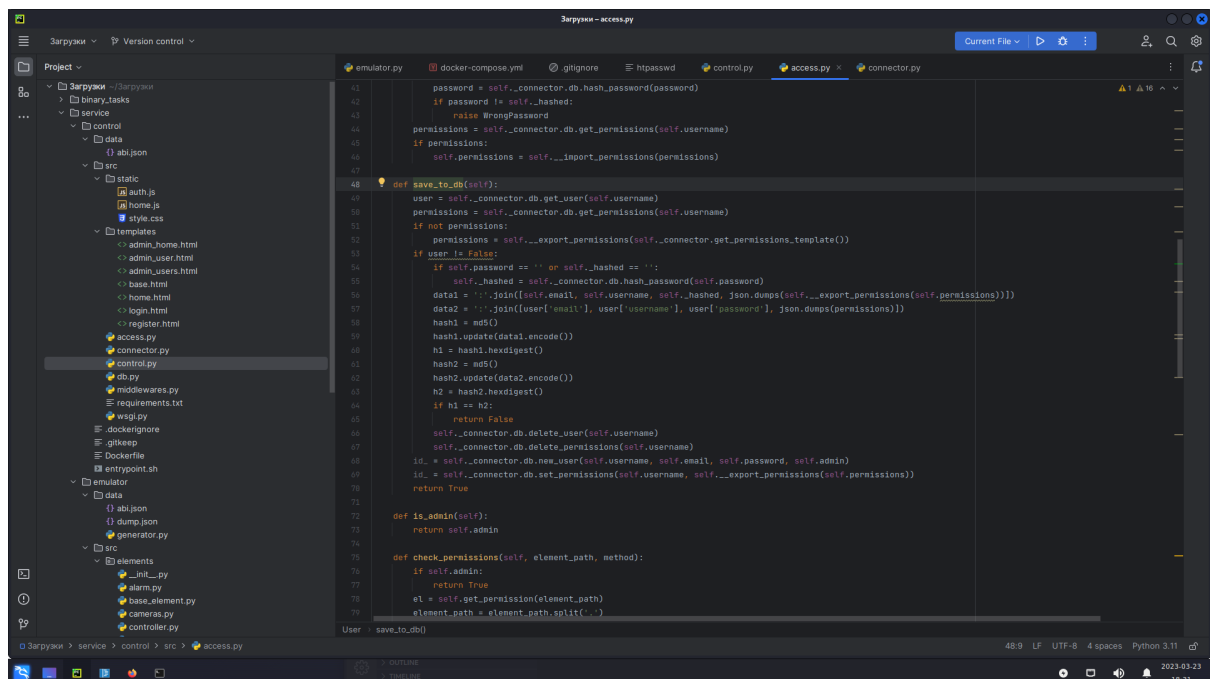 Загрузки – access.py
Загрузки
Version control
Current File
Project
emulator.py
docker-compose.yml
.gitignore
htpasswd
control.py
access.py
connector.py
Загрузки ~/Загрузки
binary_tasks
service
control
data
abi.json
src
static
auth.js
home.js
style.css
templates
admin_home.html
admin_user.html
admin_users.html
base.html
home.html
login.html
register.html
access.py
connector.py
control.py
db.py
middlewares.py
requirements.txt
wsgi.py
.dockerignore
.gitkeep
Dockerfile
entrypoint.sh
emulator
data
abi.json
dump.json
generator.py
src
elements
__init__.py
alarm.py
base_element.py
cameras.py
controller.py
1 16
41 password = self._connector.db.hash_password(password)
42 if password != self._hashed:
43 raise WrongPassword
44 permissions = self._connector.db.get_permissions(self.username)
45 if permissions:
46 self.permissions = self.__import_permissions(permissions)
47
48 def save_to_db(self):
49 user = self._connector.db.get_user(self.username)
50 permissions = self._connector.db.get_permissions(self.username)
51 if not permissions:
52 permissions = self.__export_permissions(self._connector.get_permissions_template())
53 if user != False:
54 if self.password == '' or self._hashed == '':
55 self._hashed = self._connector.db.hash_password(self.password)
56 data1 = ':'.join([self.email, self.username, self._hashed, json.dumps(self.__export_permissions(self.permissions))])
57 data2 = ':'.join([user['email'], user['username'], user['password'], json.dumps(permissions)])
58 hash1 = md5()
59 hash1.update(data1.encode())
60 h1 = hash1.hexdigest()
61 hash2 = md5()
62 hash2.update(data2.encode())
63 h2 = hash2.hexdigest()
64 if h1 == h2:
65 return False
66 self._connector.db.delete_user(self.username)
67 self._connector.db.delete_permissions(self.username)
68 id_ = self._connector.db.new_user(self.username, self.email, self.password, self.admin)
69 id_ = self._connector.db.set_permissions(self.username, self.__export_permissions(self.permissions))
70 return True
71
72 def is_admin(self):
73 return self.admin
74
75 def check_permissions(self, element_path, method):
76 if self.admin:
77 return True
78 el = self.get_permission(element_path)
79 element_path = element_path.split('.')
User › save_to_db()
Загрузки › service › control › src › access.py
48:9 LF UTF-8 4 spaces Python 3.11
> OUTLINE
> TIMELINE
2023-03-23